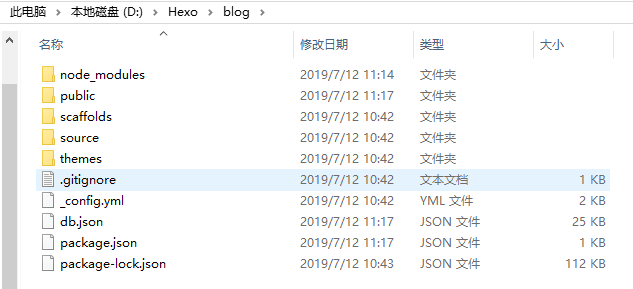 此电脑 > 本地磁盘 (D:) > Hexo > blog >
名称 修改日期 类型 大小
node_modules 2019/7/12 11:14 文件夹
public 2019/7/12 11:17 文件夹
scaffolds 2019/7/12 10:42 文件夹
source 2019/7/12 10:42 文件夹
themes 2019/7/12 10:42 文件夹
.gitignore 2019/7/12 10:42 文本文档 1 KB
_config.yml 2019/7/12 10:42 YML 文件 2 KB
db.json 2019/7/12 11:17 JSON 文件 25 KB
package.json 2019/7/12 11:17 JSON 文件 1 KB
package-lock.json 2019/7/12 10:43 JSON 文件 112 KB